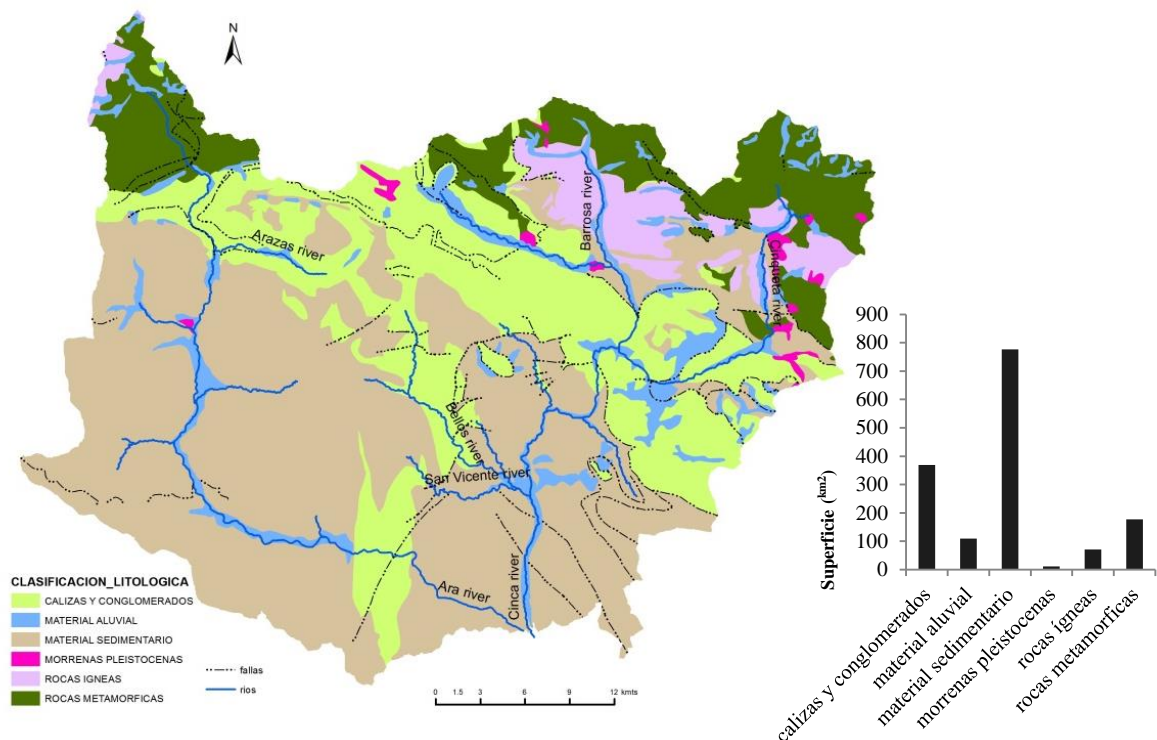 N
Arazas river
Barrosa river
Cinqueta river
Bellos river
San Vicente river
Ara river
Cinca river
CLASIFICACION_LITOLOGICA
CALIZAS Y CONGLOMERADOS
MATERIAL ALUVIAL
MATERIAL SEDIMENTARIO
MORRENAS PLEISTOCENAS
ROCAS IGNEAS
ROCAS METAMORFICAS
fallas
rios
0 1.5 3 6 9 12 kmts
Superficie (km2)
900
800
700
600
500
400
300
200
100
0
calizas y conglomerados
material aluvial
material sedimentario
morrenas pleistocenas
rocas igneas
rocas metamorficas